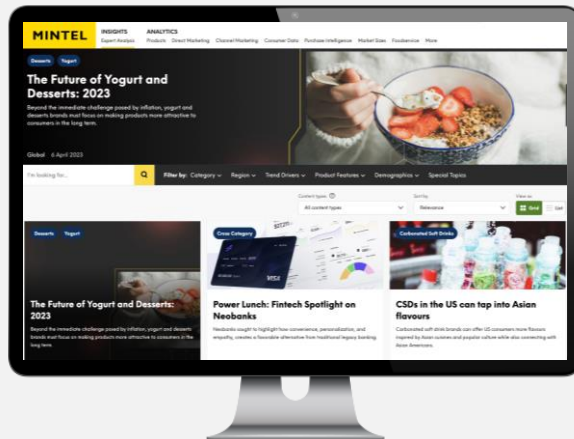 MINTEL
INSIGHTS
Expert Analysis
ANALYTICS
Products Direct Marketing Channel Marketing Consumer Data Purchase Intelligence Market Sizes Foodservice More
Desserts Yogurt
The Future of Yogurt and
Desserts: 2023
Beyond the immediate challenge posed by inflation, yogurt and
desserts brands must focus on making products more attractive to
consumers in the long term.
Global 6 April 2023
I'm looking for...
Filter by: Category Region Trend Drivers Product Features Demographics Special Topics
Content types
Sort by
View as
All content types
Relevance
Grid List
Desserts Yogurt
The Future of Yogurt and Desserts:
2023
Beyond the immediate challenge posed by inflation, yogurt and desserts
brands must focus on making products more attractive to consumers in the
long term.
Cross Category
VISA
Power Lunch: Fintech Spotlight on
Neobanks
Neobanks sought to highlight how convenience, personalization, and
empathy, creates a favorable alternative from traditional legacy banking.
Carbonated Soft Drinks
CSDs in the US can tap into Asian
flavours
Carbonated soft drink brands can offer US consumers more flavours
inspired by Asian cuisines and popular culture while also connecting with
Asian Americans.